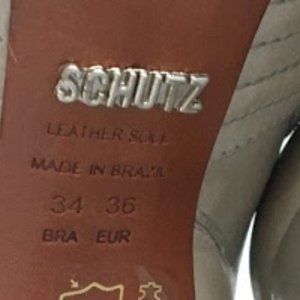 SCHUTZ
LEATHER SOLE
MADE IN BRAZIL
34 36
BRA EUR